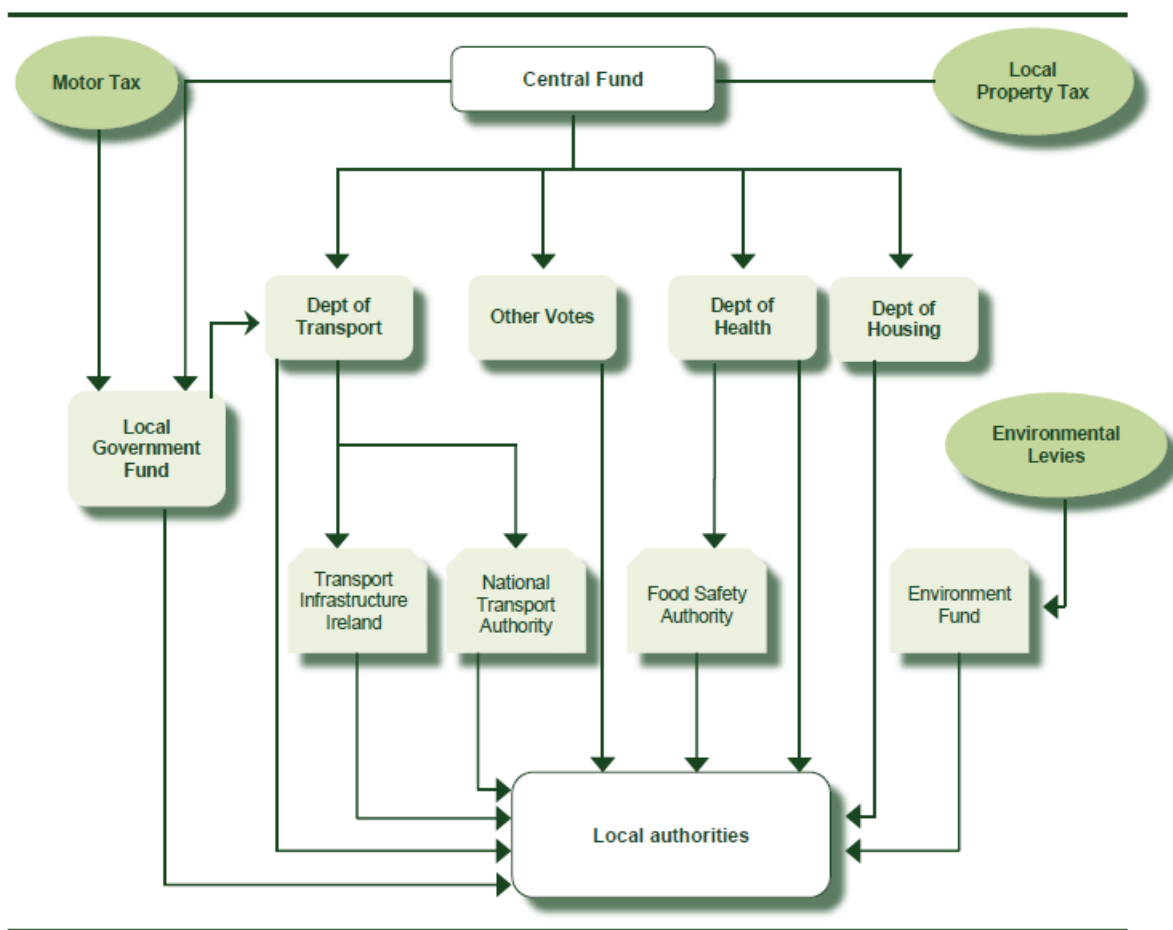 Motor Tax
Central Fund
Local
Property Tax
Dept of
Transport
Other Votes
Dept of
Health
Dept of
Housing
Local
Government
Fund
Environmental
Levies
Transport
Infrastructure
Ireland
National
Transport
Authority
Food Safety
Authority
Environment
Fund
Local authorities